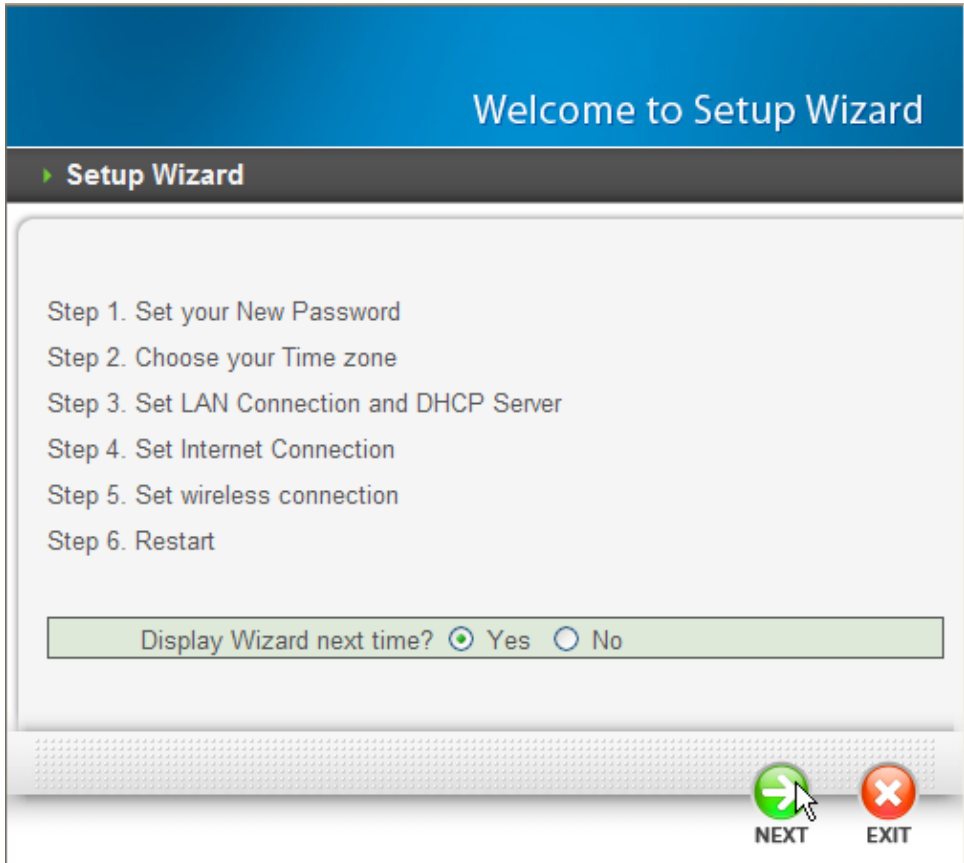 Welcome to Setup Wizard
Setup Wizard
Step 1. Set your New Password
Step 2. Choose your Time zone
Step 3. Set LAN Connection and DHCP Server
Step 4. Set Internet Connection
Step 5. Set wireless connection
Step 6. Restart
Display Wizard next time? Yes No
NEXT EXIT